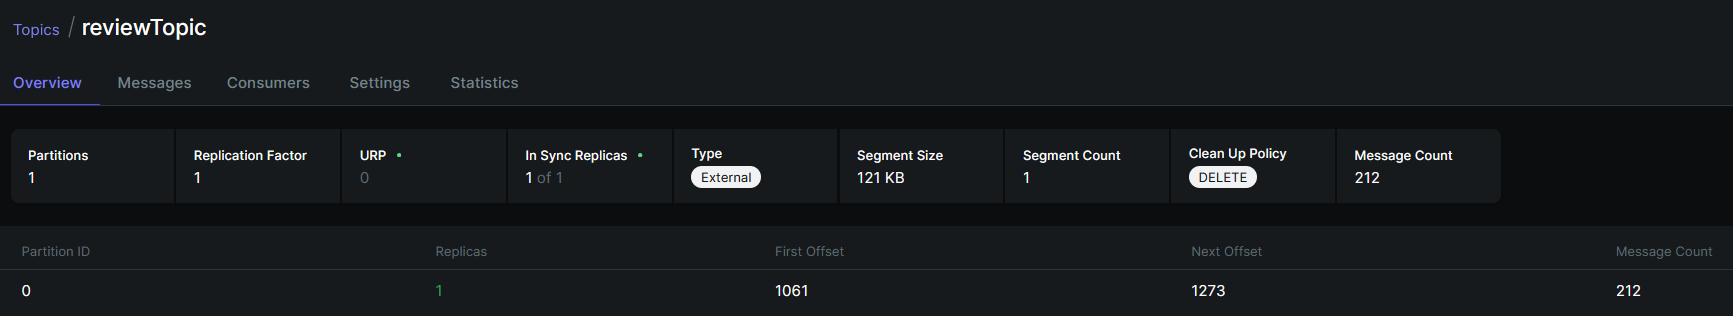 Topics / reviewTopic
Overview Messages Consumers Settings Statistics
Partitions Replication Factor URP In Sync Replicas Type Segment Size Segment Count Clean Up Policy Message Count
1 1 0 1 of 1 External 121 KB 1 DELETE 212
Partition ID Replicas First Offset Next Offset Message Count
0 1 1061 1273 212